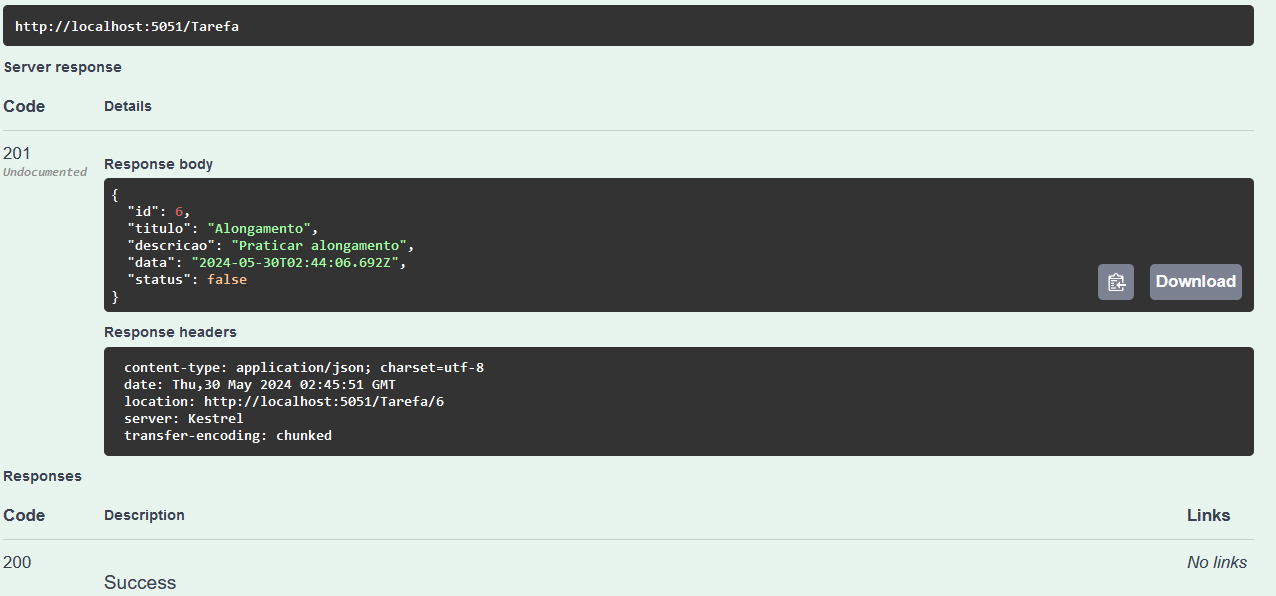 http://localhost:5051/Tarefa
Server response
Code Details
201
Undocumented
Response body
{
  "id": 6,
  "titulo": "Alongamento",
  "descricao": "Praticar alongamento",
  "data": "2024-05-30T02:44:06.692Z",
  "status": false
}
Download
Response headers
content-type: application/json; charset=utf-8
date: Thu,30 May 2024 02:45:51 GMT
location: http://localhost:5051/Tarefa/6
server: Kestrel
transfer-encoding: chunked
Responses
Code Description Links
200 No links
Success